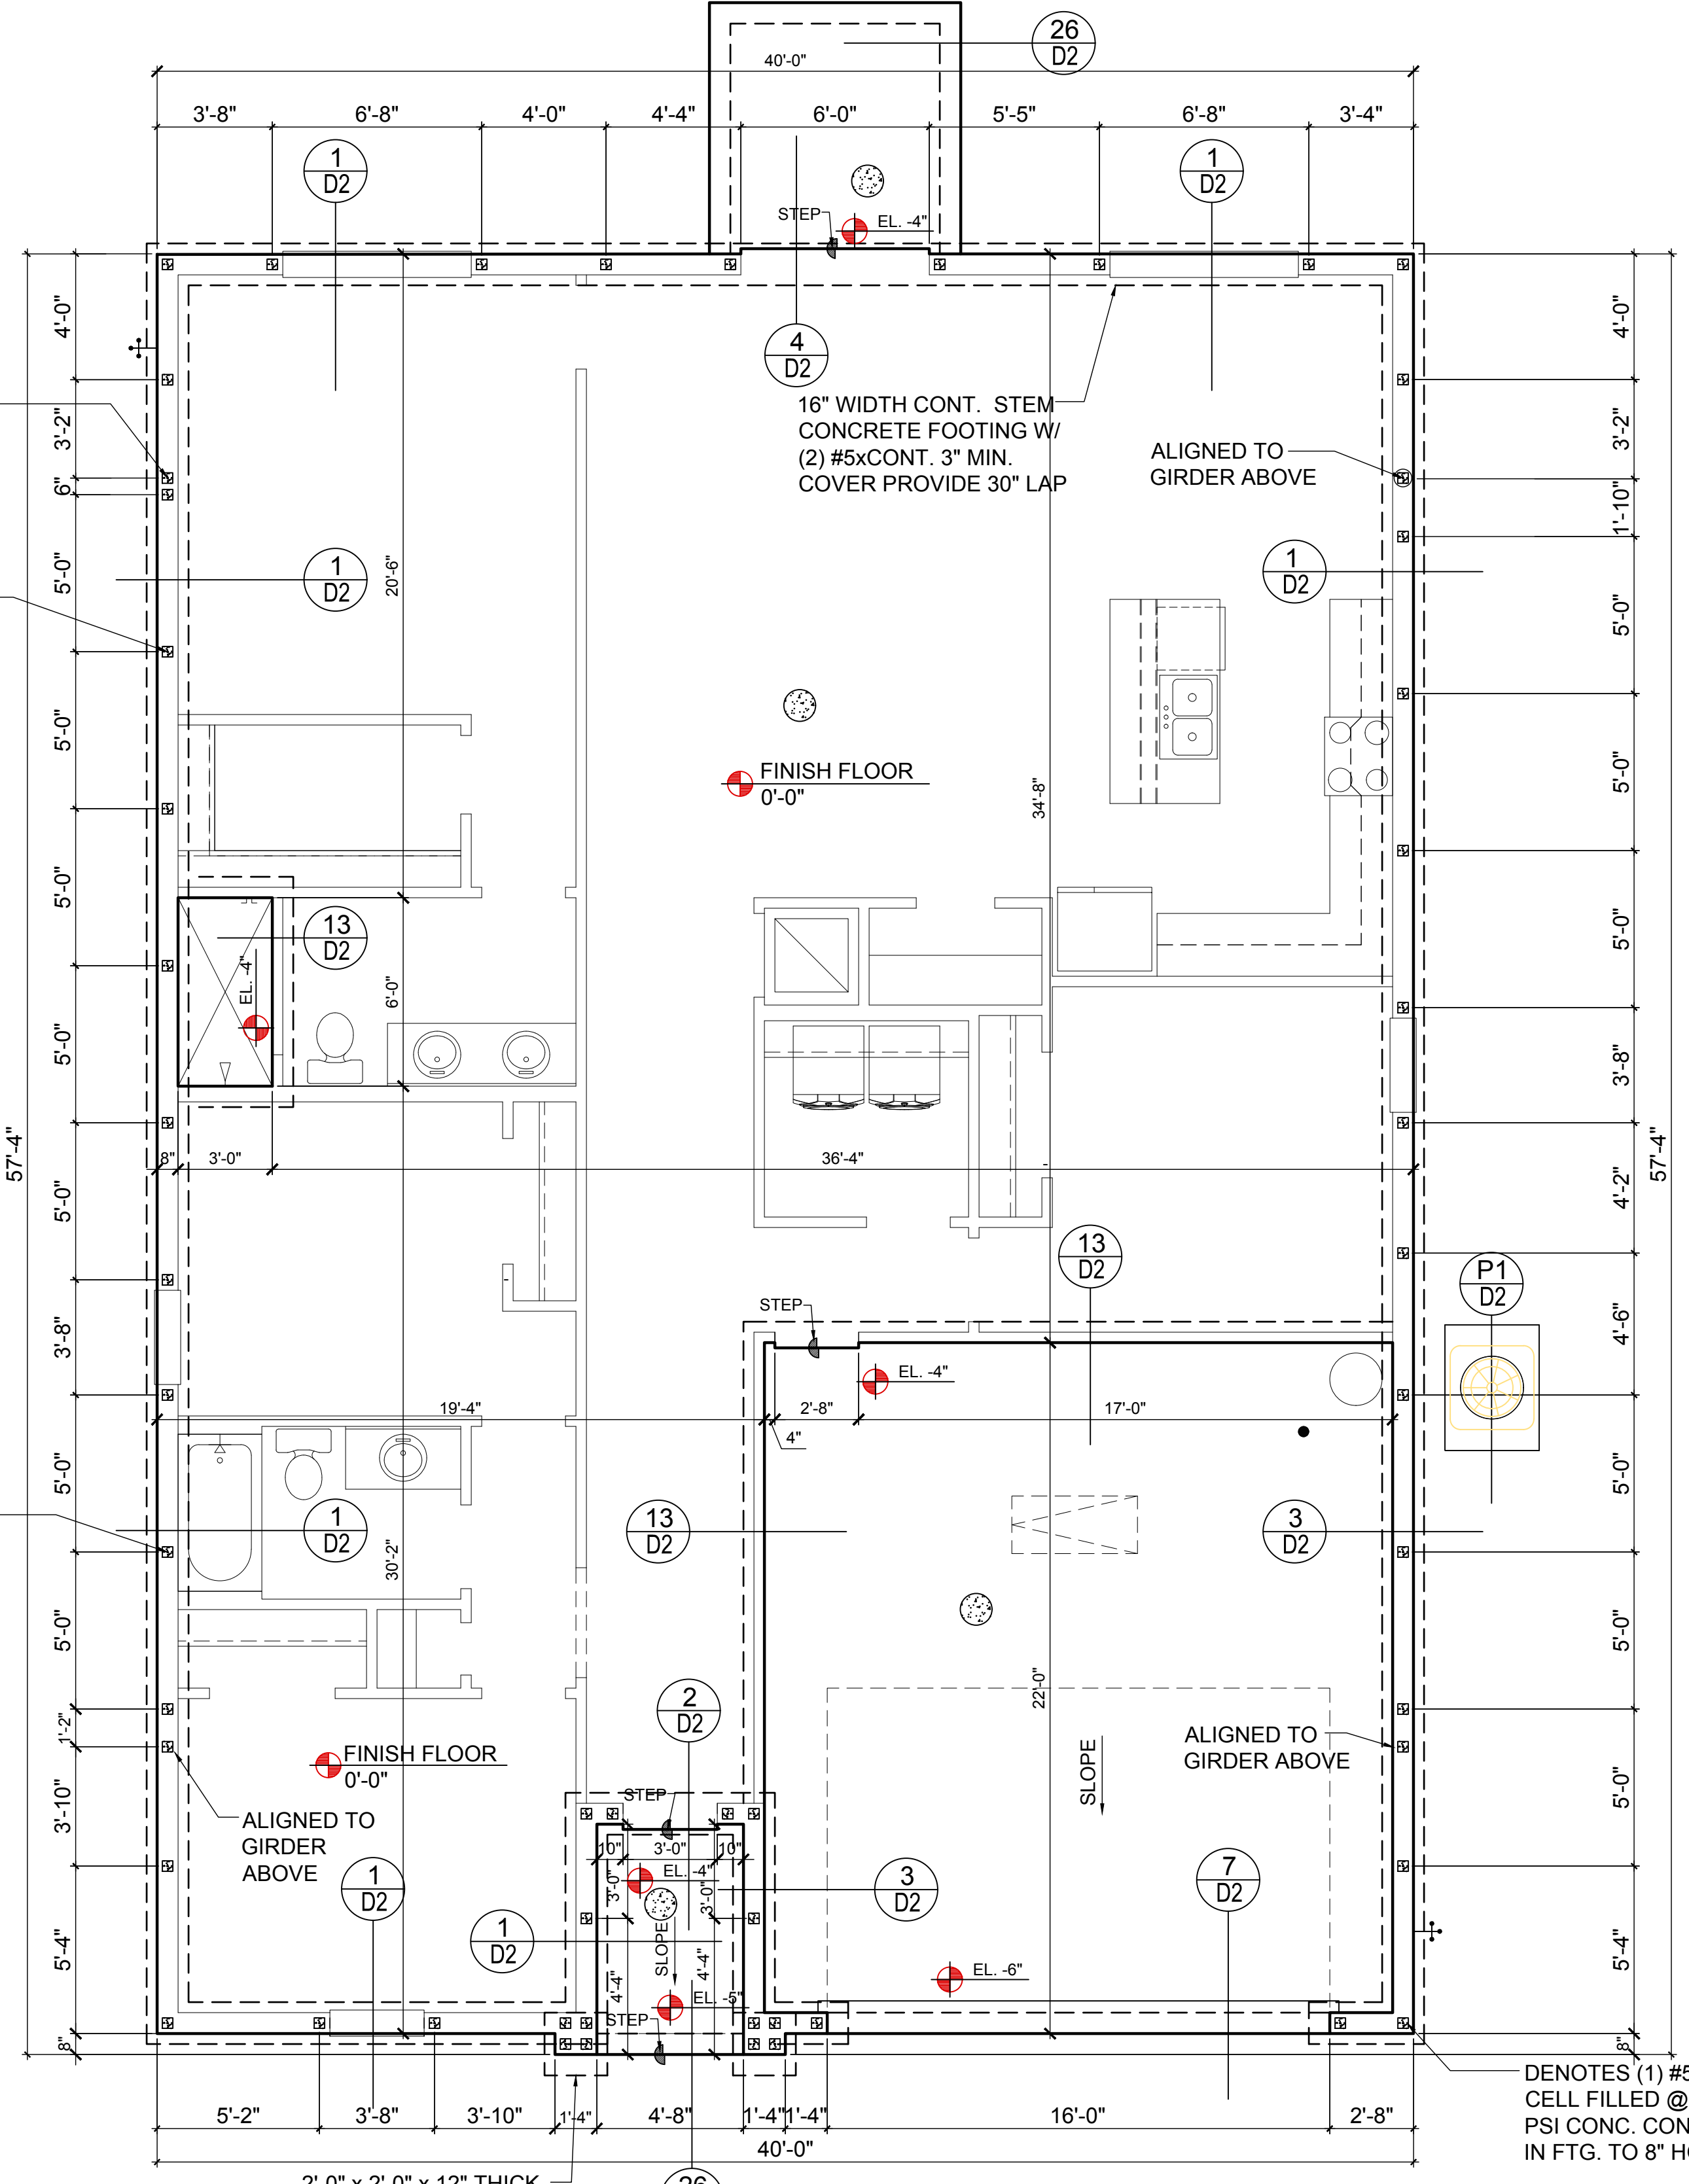 26
D2
40'-0"
3'-8" 6'-8" 4'-0" 4'-4" 6'-0" 5'-5" 6'-8" 3'-4"
1
D2
1
D2
STEP
EL. -4"
4
D2
16" WIDTH CONT. STEM
CONCRETE FOOTING W/
(2) #5xCONT. 3" MIN.
COVER PROVIDE 30" LAP
ALIGNED TO
GIRDER ABOVE
4'-0"
3'-2"
6"
5'-0"
5'-0"
5'-0"
5'-0"
5'-0"
3'-8"
5'-0"
5'-0"
1'-2"
3'-10"
5'-4"
8"
57'-4"
4'-0"
3'-2"
1'-10"
5'-0"
5'-0"
5'-0"
3'-8"
4'-2"
4'-6"
5'-0"
5'-0"
5'-0"
5'-4"
8"
57'-4"
1
D2
20'-6"
1
D2
FINISH FLOOR
0'-0"
34'-8"
13
D2
EL. -4"
6'-0"
8" 3'-0" 36'-4"
13
D2
P1
D2
STEP
EL. -4"
19'-4" 2'-8" 17'-0"
4"
1
D2
30'-2"
13
D2
3
D2
22'-0"
2
D2
SLOPE
ALIGNED TO
GIRDER ABOVE
FINISH FLOOR
0'-0"
STEP
ALIGNED TO
GIRDER
ABOVE
10" 3'-0" 10"
EL. -4"
3'-0" 3'-0"
1
D2
3
D2
7
D2
1
D2
SLOPE
4'-4" 4'-4"
EL. -5"
EL. -6"
STEP
DENOTES (1) #5
CELL FILLED @
PSI CONC. CON
IN FTG. TO 8" HO
5'-2" 3'-8" 3'-10" 1'-4" 4'-8" 1'-4" 1'-4" 16'-0" 2'-8"
40'-0"
2'-0" x 2'-0" x 12" THICK
26